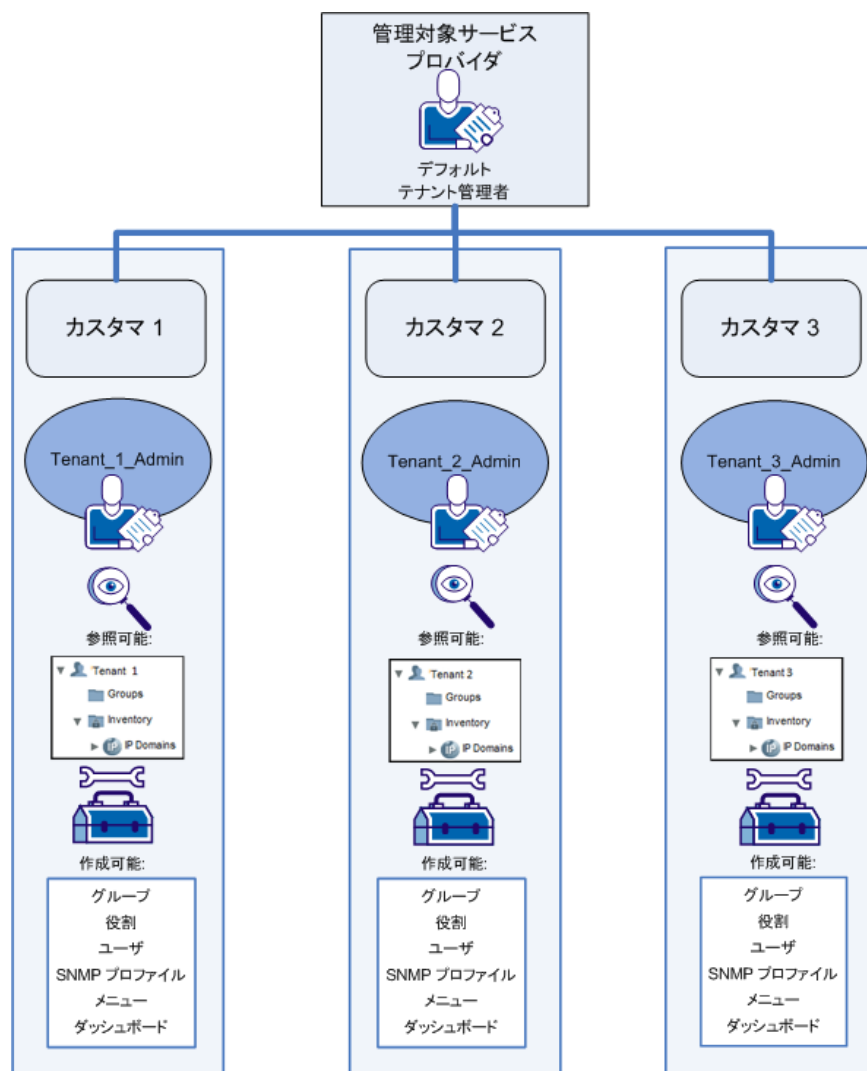 管理対象サービス
プロバイダ
デフォルト
テナント管理者
カスタマ 1
Tenant_1_Admin
参照可能:
Tenant 1
Groups
Inventory
IP
IP Domains
作成可能:
グループ
役割
ユーザ
SNMP プロファイル
メニュー
ダッシュボード
カスタマ 2
Tenant_2_Admin
参照可能:
Tenant 2
Groups
Inventory
IP
IP Domains
作成可能:
グループ
役割
ユーザ
SNMP プロファイル
メニュー
ダッシュボード
カスタマ 3
Tenant_3_Admin
参照可能:
Tenant 3
Groups
Inventory
IP
IP Domains
作成可能:
グループ
役割
ユーザ
SNMP プロファイル
メニュー
ダッシュボード